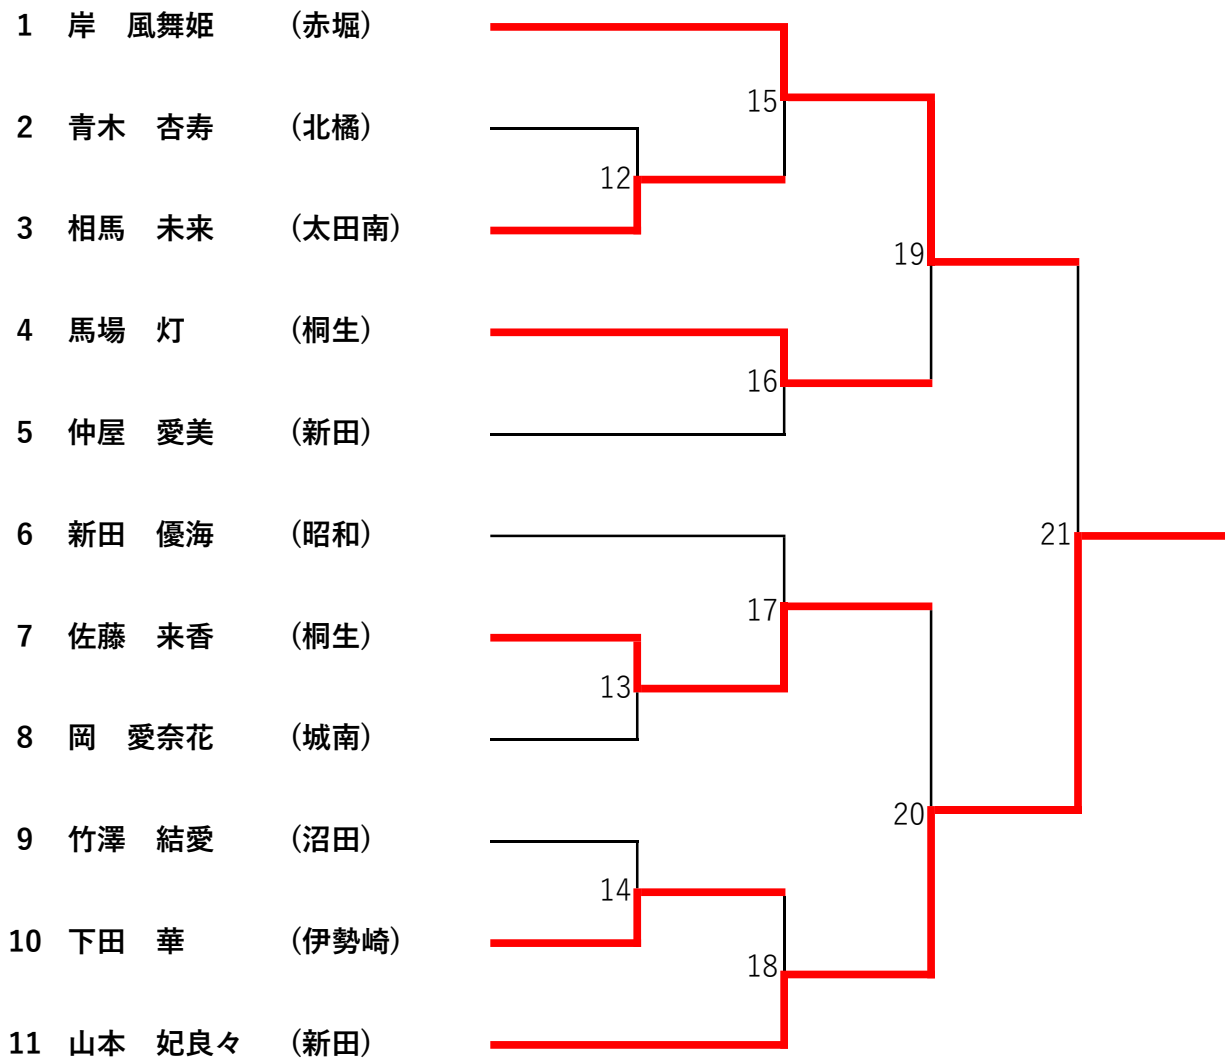 1 岸　風舞姫 (赤堀)
15
2 青木　杏寿 (北橘)
12
3 相馬　未来 (太田南)
19
4 馬場　灯 (桐生)
16
5 仲屋　愛美 (新田)
6 新田　優海 (昭和)
21
17
7 佐藤　来香 (桐生)
13
8 岡　愛奈花 (城南)
20
9 竹澤　結愛 (沼田)
14
10 下田　華 (伊勢崎)
18
11 山本　妃良々 (新田)